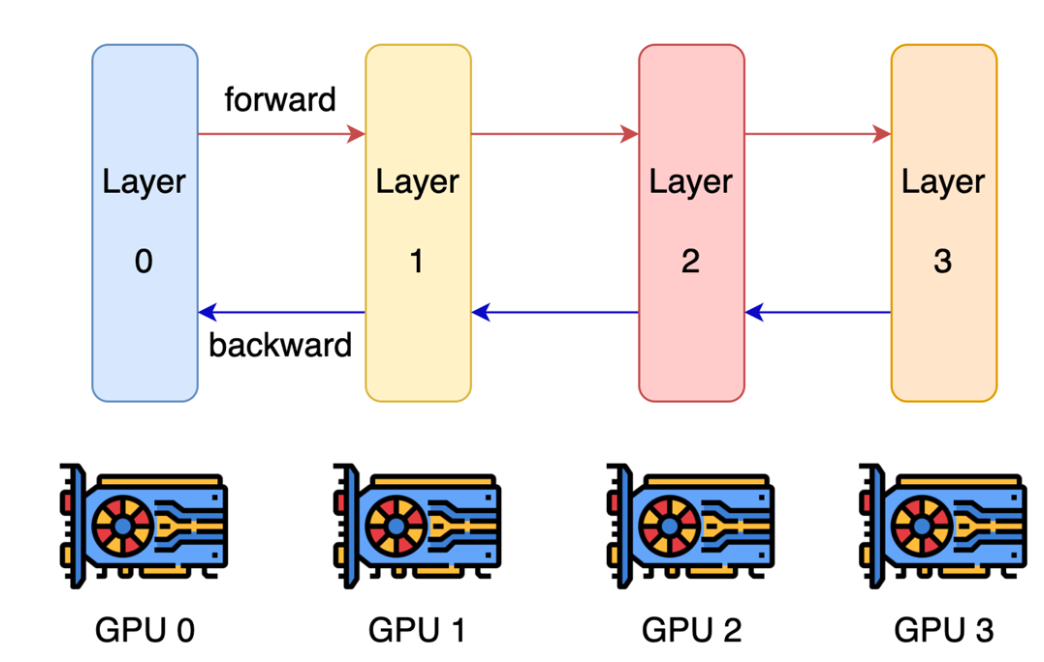 forward
Layer
0
Layer
1
Layer
2
Layer
3
backward
GPU 0
GPU 1
GPU 2
GPU 3